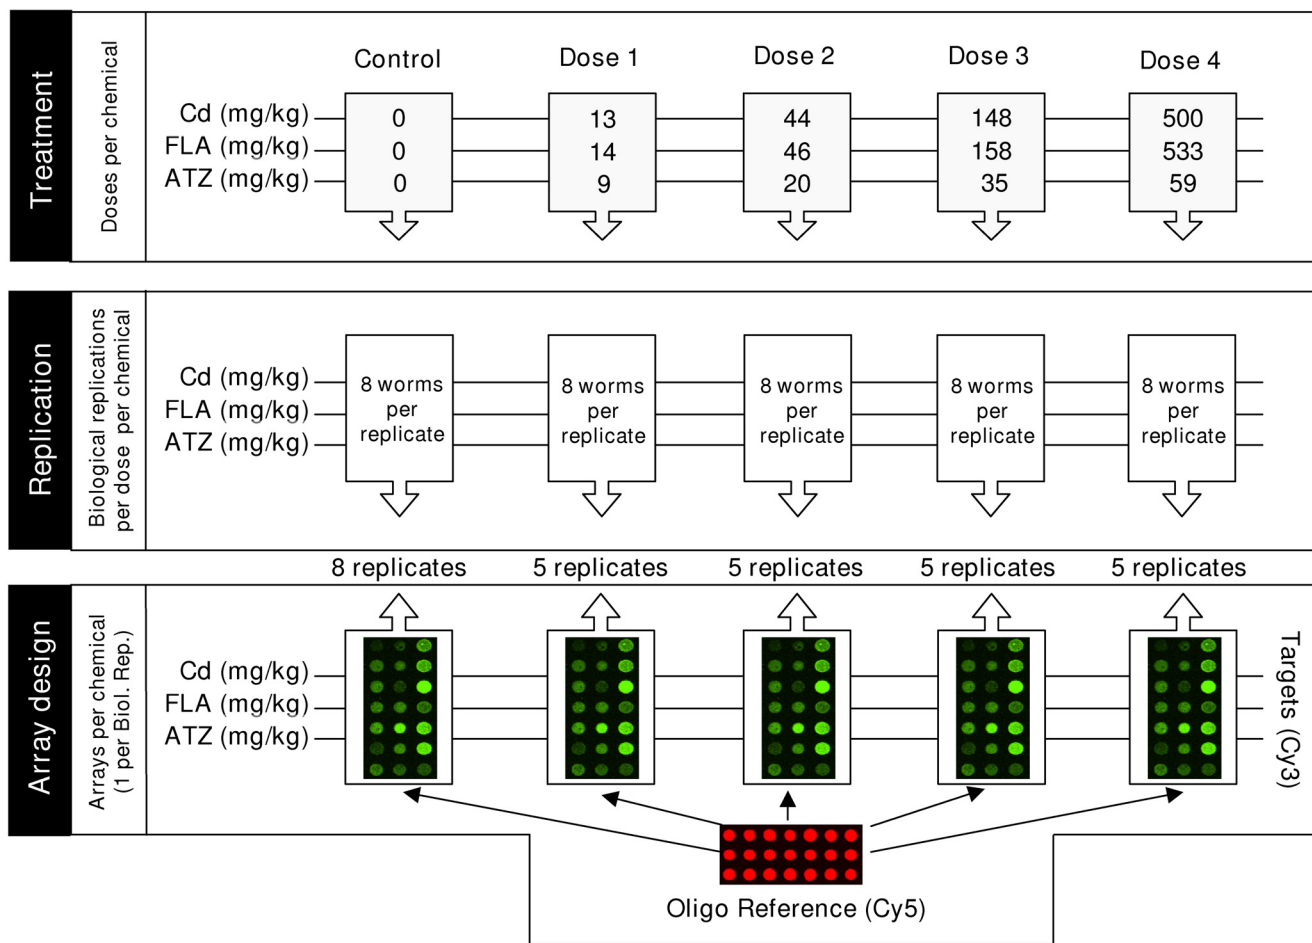 Treatment
Doses per chemical
Control
Dose 1
Dose 2
Dose 3
Dose 4
Cd (mg/kg)
0
13
44
148
500
FLA (mg/kg)
0
14
46
158
533
ATZ (mg/kg)
0
9
20
35
59
Replication
Biological replications
per dose per chemical
Cd (mg/kg)
FLA (mg/kg)
ATZ (mg/kg)
8 worms
per
replicate
8 worms
per
replicate
8 worms
per
replicate
8 worms
per
replicate
8 worms
per
replicate
8 replicates
5 replicates
5 replicates
5 replicates
5 replicates
Array design
Arrays per chemical
(1 per Biol. Rep.)
Cd (mg/kg)
FLA (mg/kg)
ATZ (mg/kg)
Targets (Cy3)
Oligo Reference (Cy5)